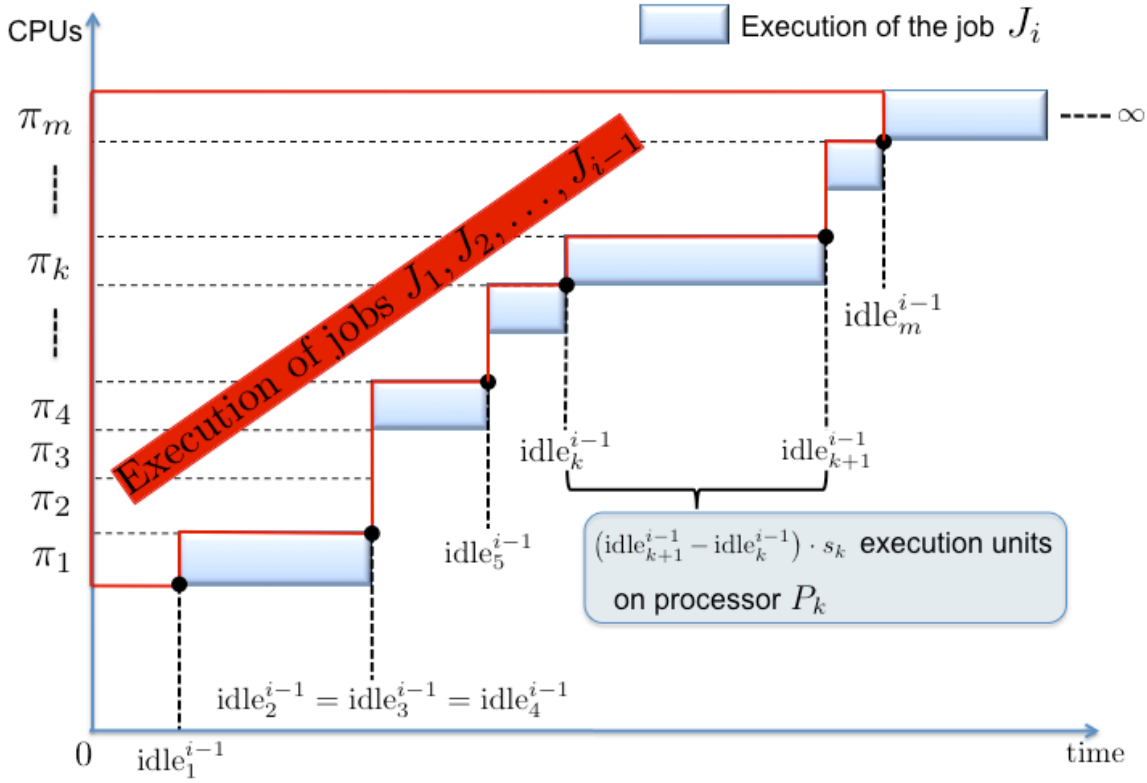 CPUs
Execution of the job J_i
π_m
∞
Execution of jobs J_1, J_2, . . . , J_{i−1}
π_k
idle_m^{i-1}
π_4
π_3
idle_k^{i-1}
idle_{k+1}^{i-1}
π_2
π_1
idle_5^{i-1}
(idle_{k+1}^{i-1} − idle_k^{i-1}) · s_k execution units
on processor P_k
idle_2^{i-1} = idle_3^{i-1} = idle_4^{i-1}
0
idle_1^{i-1}
time